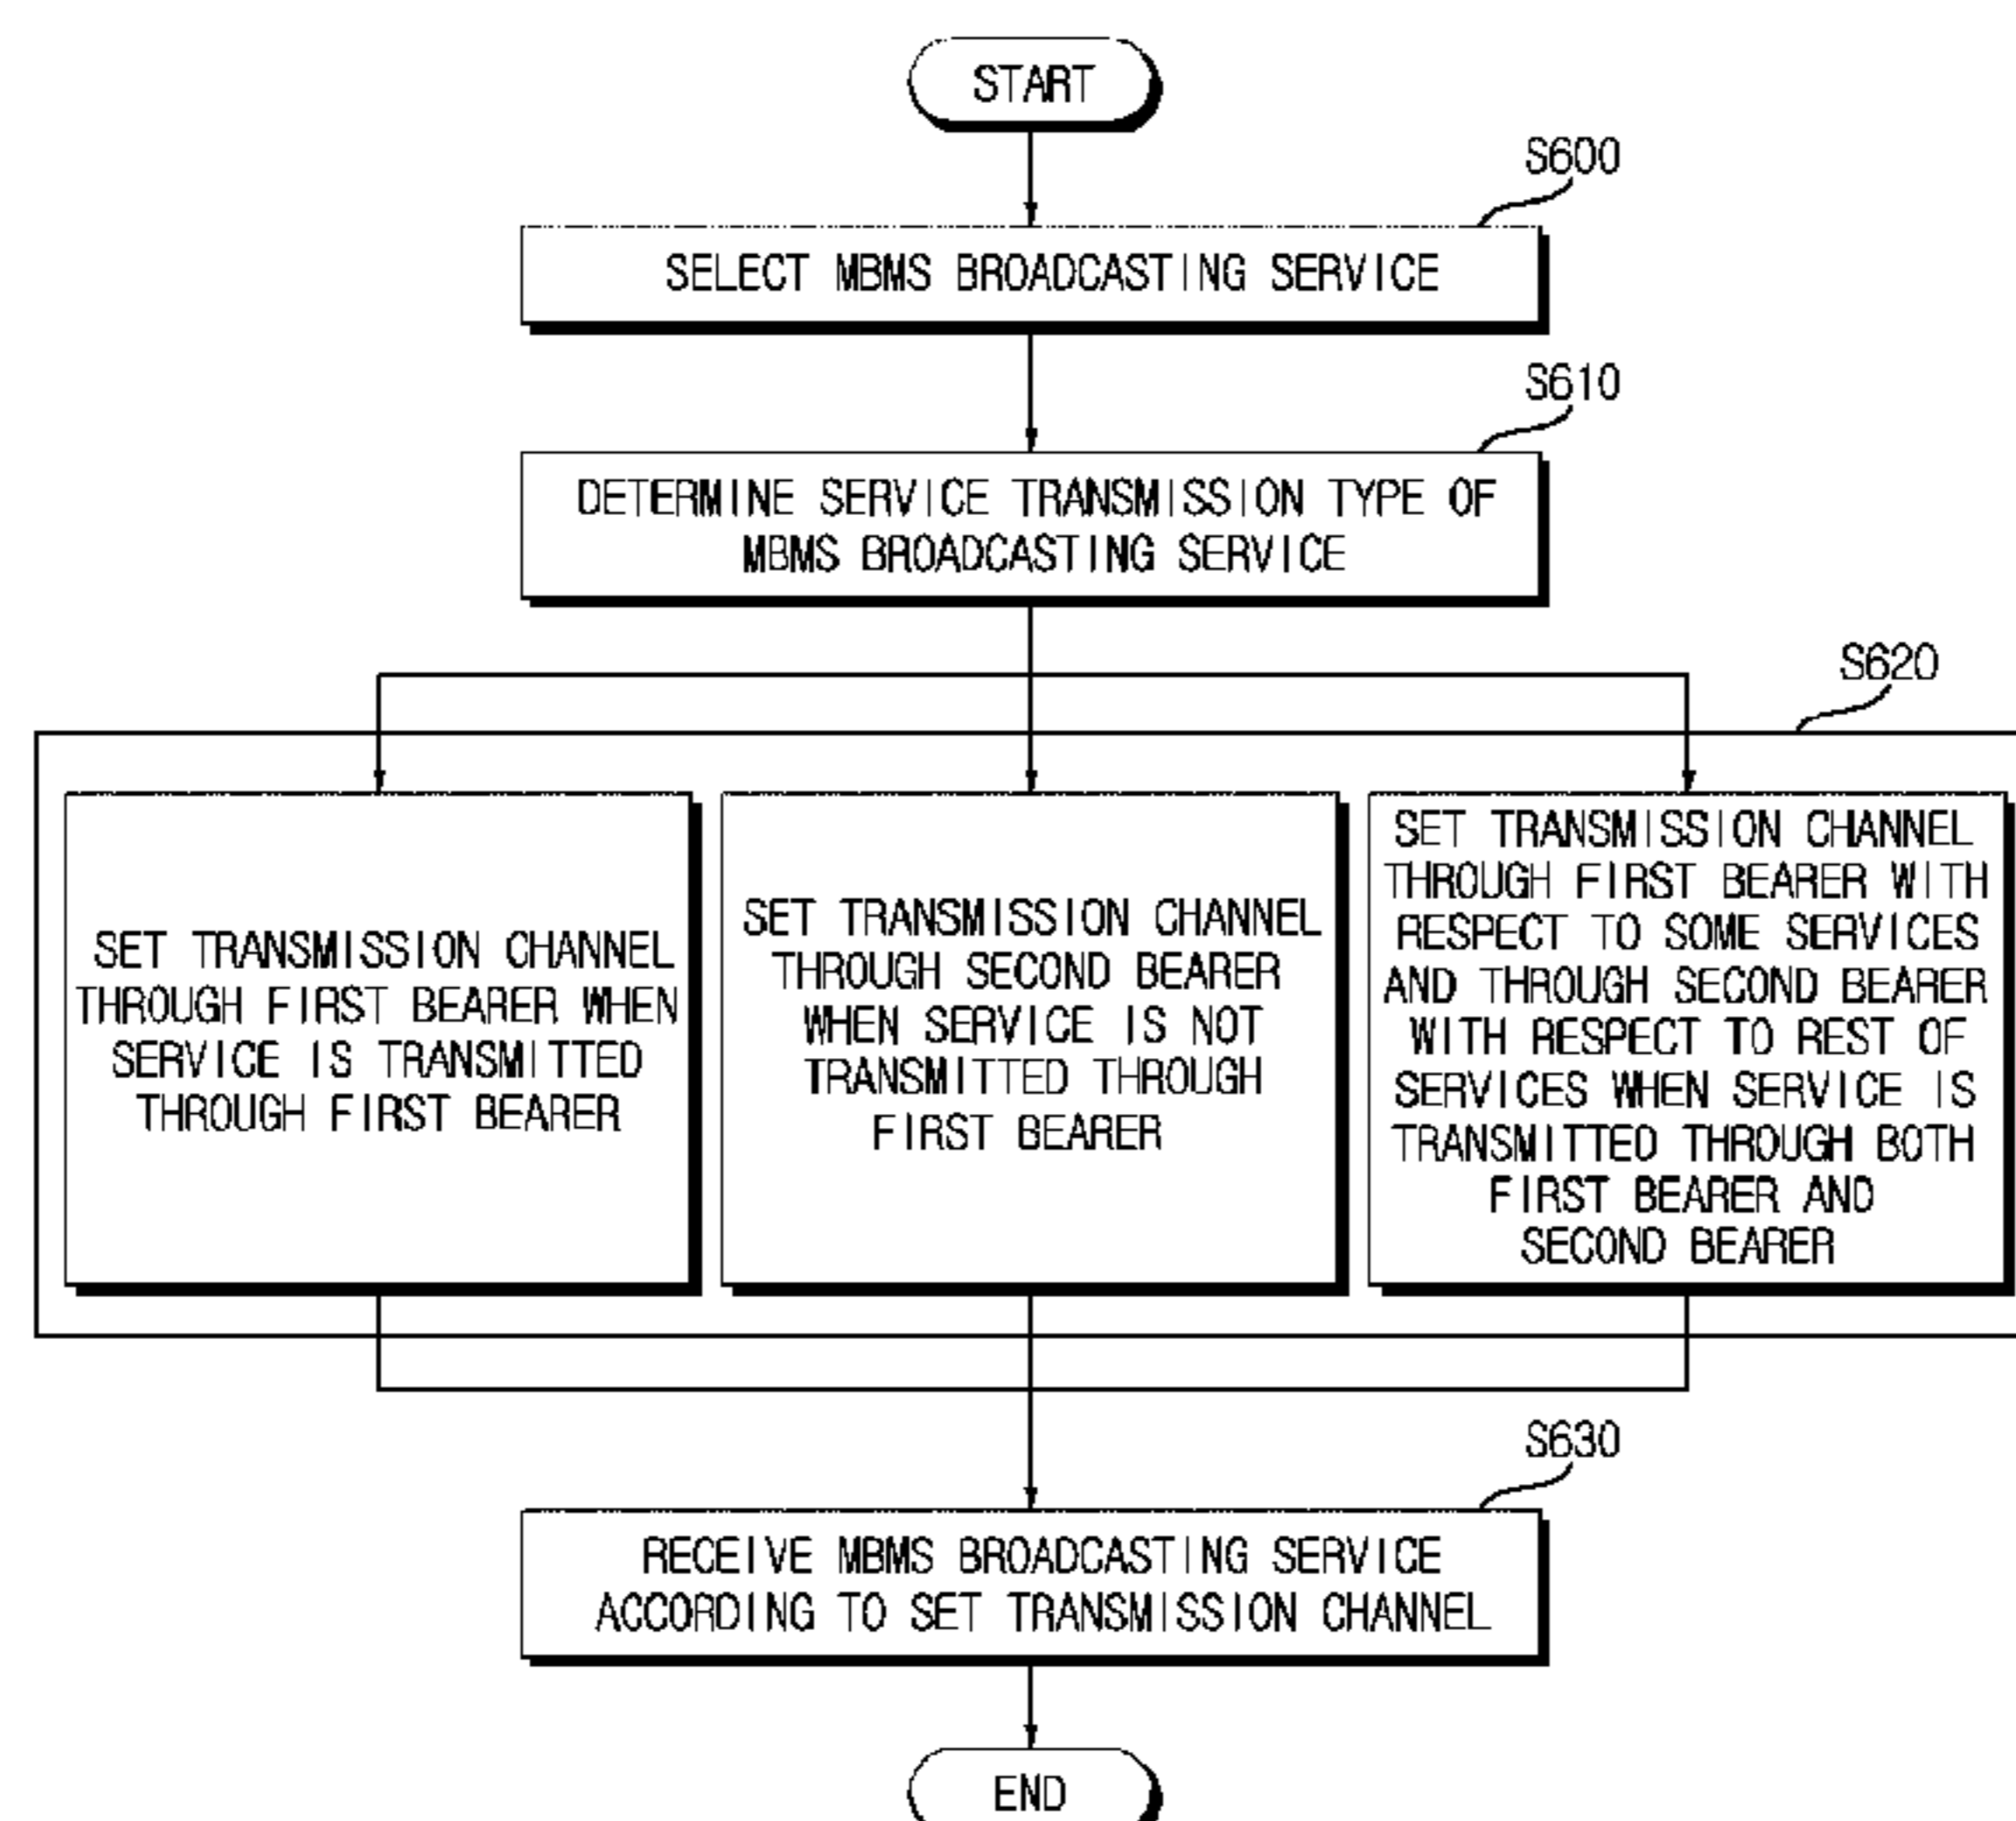 START
S600
SELECT MBMS BROADCASTING SERVICE
S610
DETERMINE SERVICE TRANSMISSION TYPE OF
MBMS BROADCASTING SERVICE
S620
SET TRANSMISSION CHANNEL
THROUGH FIRST BEARER WHEN
SERVICE IS TRANSMITTED
THROUGH FIRST BEARER
SET TRANSMISSION CHANNEL
THROUGH SECOND BEARER
WHEN SERVICE IS NOT
TRANSMITTED THROUGH
FIRST BEARER
SET TRANSMISSION CHANNEL
THROUGH FIRST BEARER WITH
RESPECT TO SOME SERVICES
AND THROUGH SECOND BEARER
WITH RESPECT TO REST OF
SERVICES WHEN SERVICE IS
TRANSMITTED THROUGH BOTH
FIRST BEARER AND
SECOND BEARER
S630
RECEIVE MBMS BROADCASTING SERVICE
ACCORDING TO SET TRANSMISSION CHANNEL
END